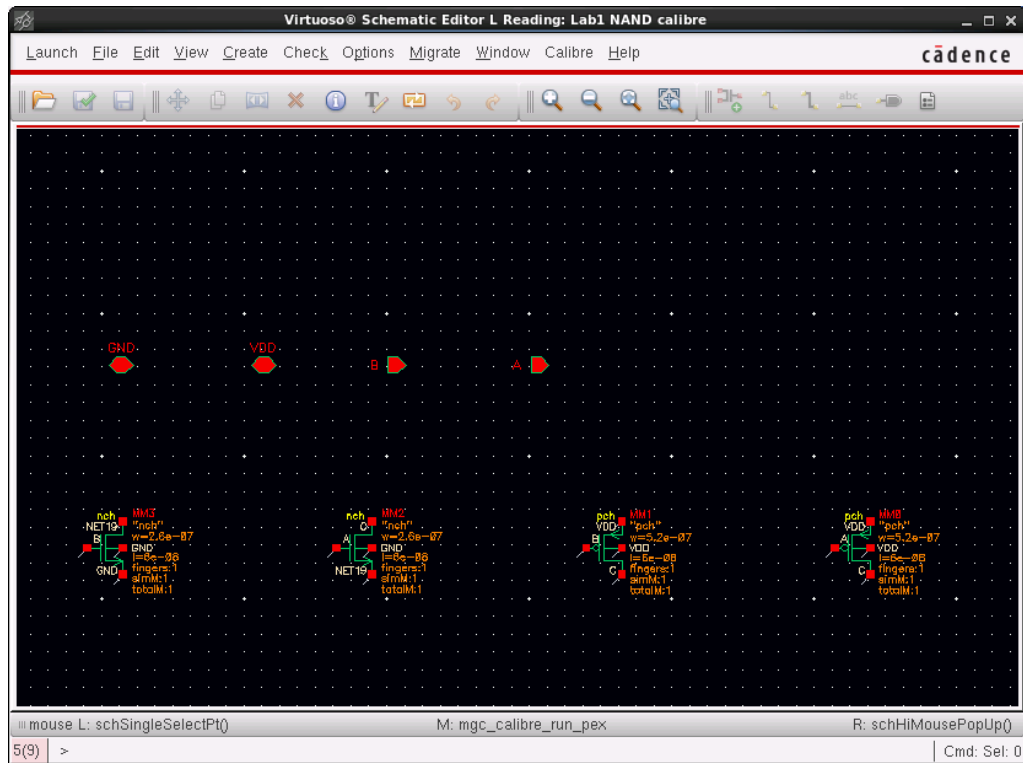 Virtuoso® Schematic Editor L Reading: Lab1 NAND calibre
Launch File Edit View Create Check Options Migrate Window Calibre Help
cādence
abc
GND
VDD
B
A
nch
MM3
NET19
"nch"
B
w=2.6e-07
GND
l=6e-08
GND
fingers:1
simM:1
totalM:1
nch
MM2
C
"nch"
A
w=2.6e-07
GND
l=6e-08
NET19
fingers:1
simM:1
totalM:1
pch
MM1
VDD
"pch"
B
w=5.2e-07
VDD
l=6e-08
C
fingers:1
simM:1
totalM:1
pch
MM0
VDD
"pch"
A
w=5.2e-07
VDD
l=6e-08
C
fingers:1
simM:1
totalM:1
mouse L: schSingleSelectPt()
M: mgc_calibre_run_pex
R: schHiMousePopUp()
5(9)
>
Cmd: Sel: 0